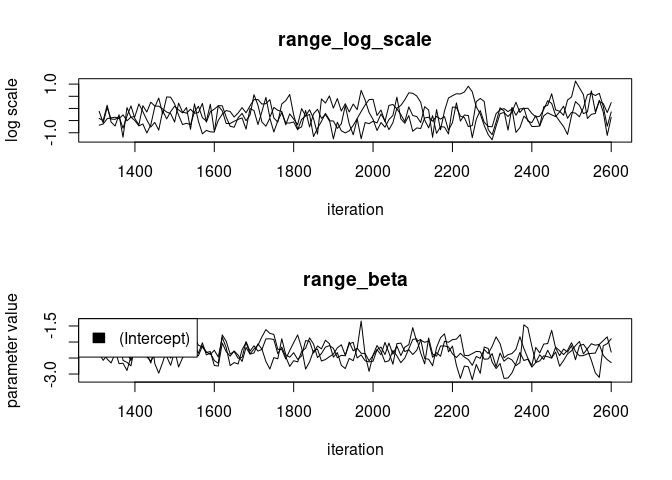 range_log_scale
log scale
1.0
-1.0
1400 1600 1800 2000 2200 2400 2600
iteration
range_beta
parameter value
-1.5
-3.0
(Intercept)
1400 1600 1800 2000 2200 2400 2600
iteration